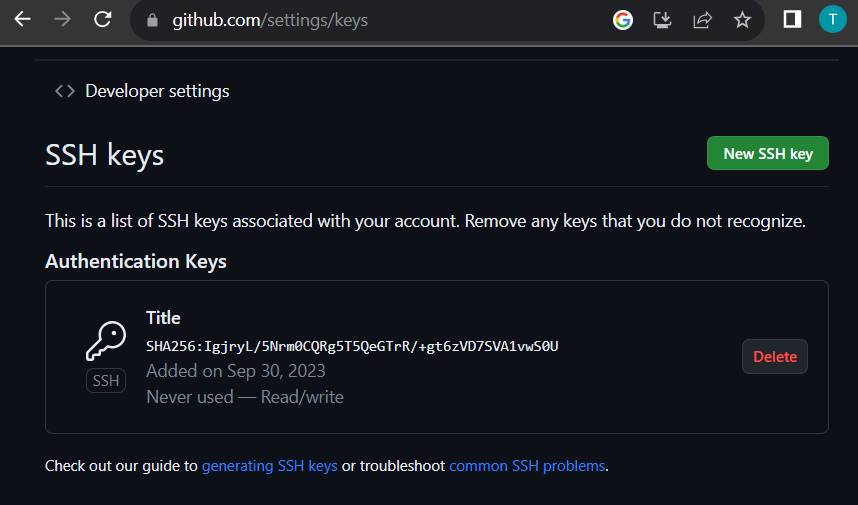 github.com/settings/keys
T
Developer settings
SSH keys
New SSH key
This is a list of SSH keys associated with your account. Remove any keys that you do not recognize.
Authentication Keys
Title
SHA256:IgjryL/5Nrm0CQRg5T5QeGTrR/+gt6zVD7SVA1vwS0U
Added on Sep 30, 2023
Never used — Read/write
SSH
Delete
Check out our guide to generating SSH keys or troubleshoot common SSH problems.